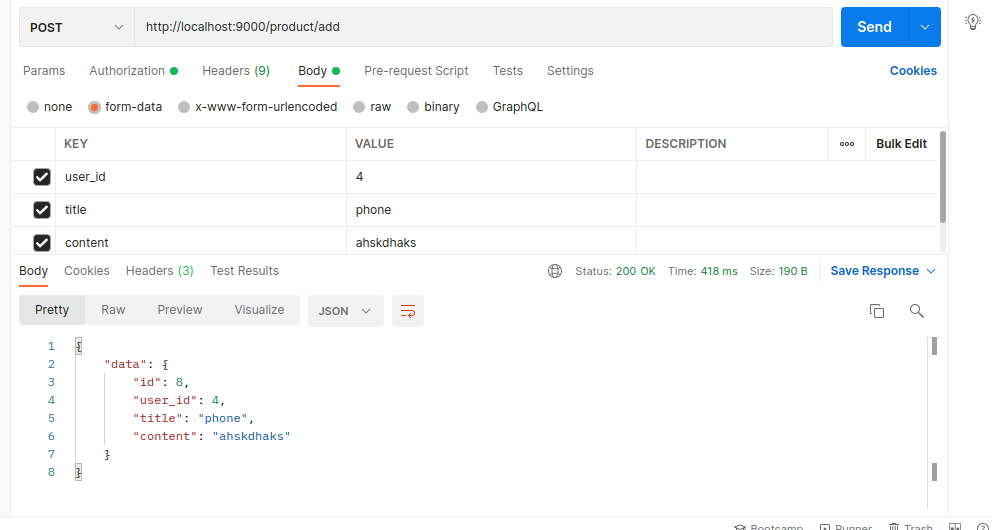 POST http://localhost:9000/product/add Send
Params Authorization Headers (9) Body Pre-request Script Tests Settings Cookies
none form-data x-www-form-urlencoded raw binary GraphQL
KEY VALUE DESCRIPTION ooo Bulk Edit
user_id 4
title phone
content ahskdhaks
Body Cookies Headers (3) Test Results Status: 200 OK Time: 418 ms Size: 190 B Save Response
Pretty Raw Preview Visualize JSON
1 {
2 "data": {
3 "id": 8,
4 "user_id": 4,
5 "title": "phone",
6 "content": "ahskdhaks"
7 }
8 }
Bootcamp Runner Trash